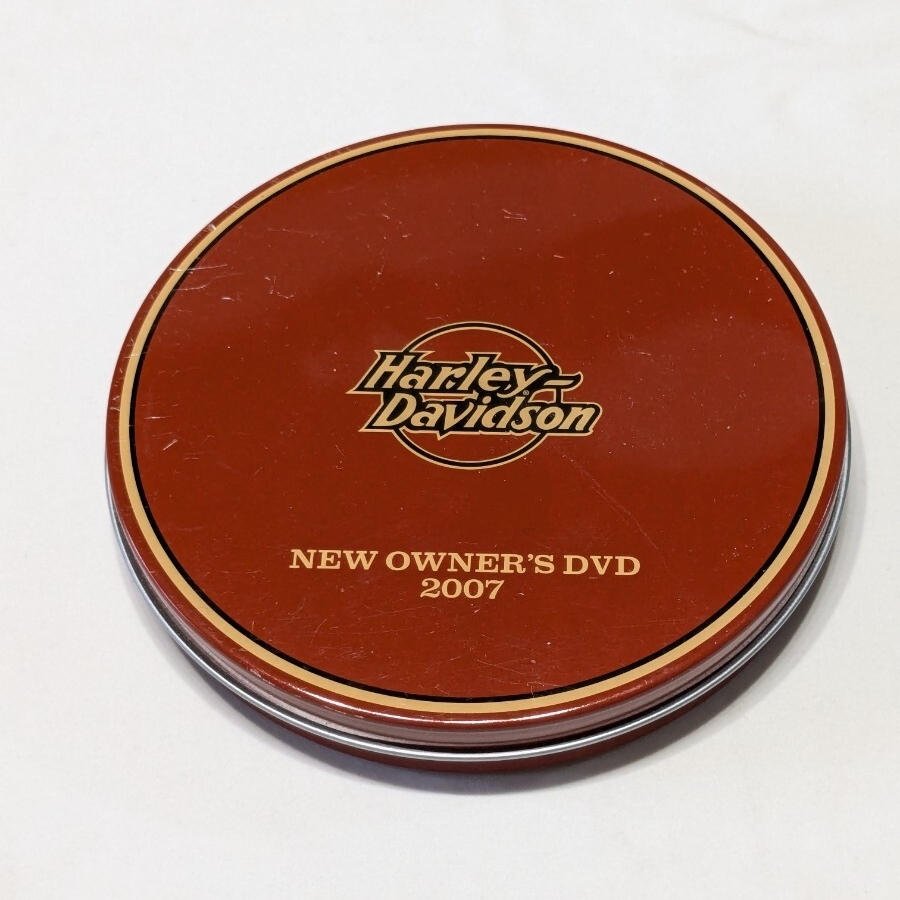 Harley-
Davidson
NEW OWNER'S DVD
2007